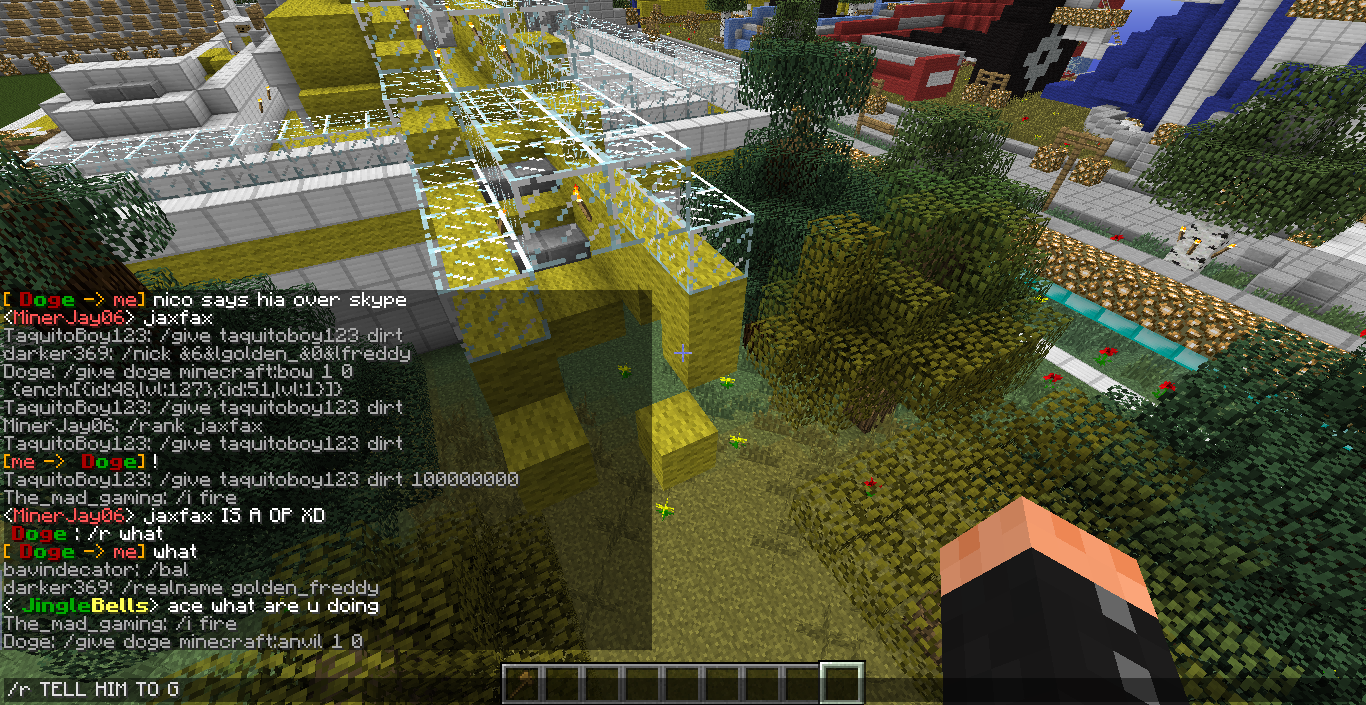 [ Doge -> me] nico says hia over skype
<MinerJay06> jaxfax
TaquitoBoy123: /give taquitoboy123 dirt
darker369: /nick &6&lgolden_&0&lfreddy
Doge: /give doge minecraft:bow 1 0
{ench:[{id:48,lvl:127},{id:51,lvl:1}]}
TaquitoBoy123: /give taquitoboy123 dirt
MinerJay06: /rank jaxfax
TaquitoBoy123: /give taquitoboy123 dirt
[me -> Doge] !
TaquitoBoy123: /give taquitoboy123 dirt 100000000
The_mad_gaming: /i fire
<MinerJay06> jaxfax IS A OP XD
Doge : /r what
[ Doge -> me] what
bavindecator: /bal
darker369: /realname golden_freddy
< JingleBells> ace what are u doing
The_mad_gaming: /i fire
Doge: /give doge minecraft:anvil 1 0
/r TELL HIM TO G